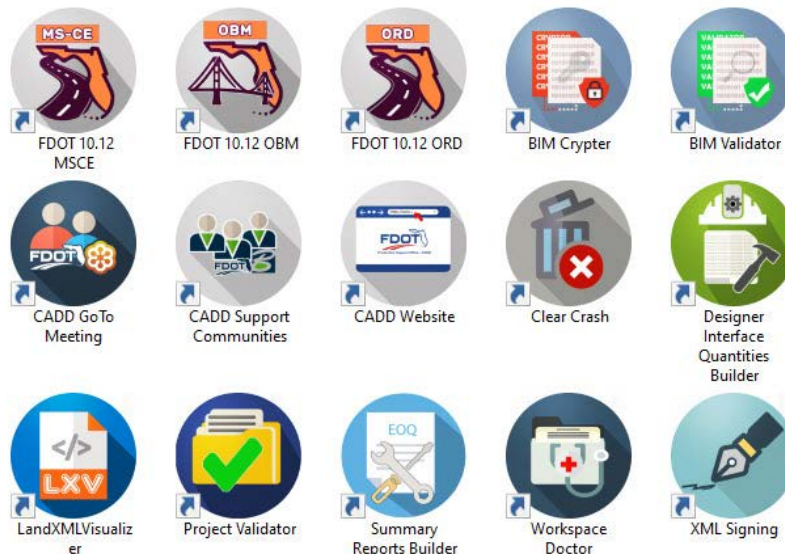 MS-CE
OBM
ORD
CRYPTER
VALIDATOR
FDOT 10.12
MSCE
FDOT 10.12 OBM
FDOT 10.12 ORD
BIM Crypter
BIM Validator
FDOT
FDOT
FDOT
CADD GoTo
Meeting
CADD Support
Communities
CADD Website
Clear Crash
Designer
Interface
Quantities
Builder
</>
LXV
EOQ
LandXMLVisualiz
er
Project Validator
Summary
Reports Builder
Workspace
Doctor
XML Signing